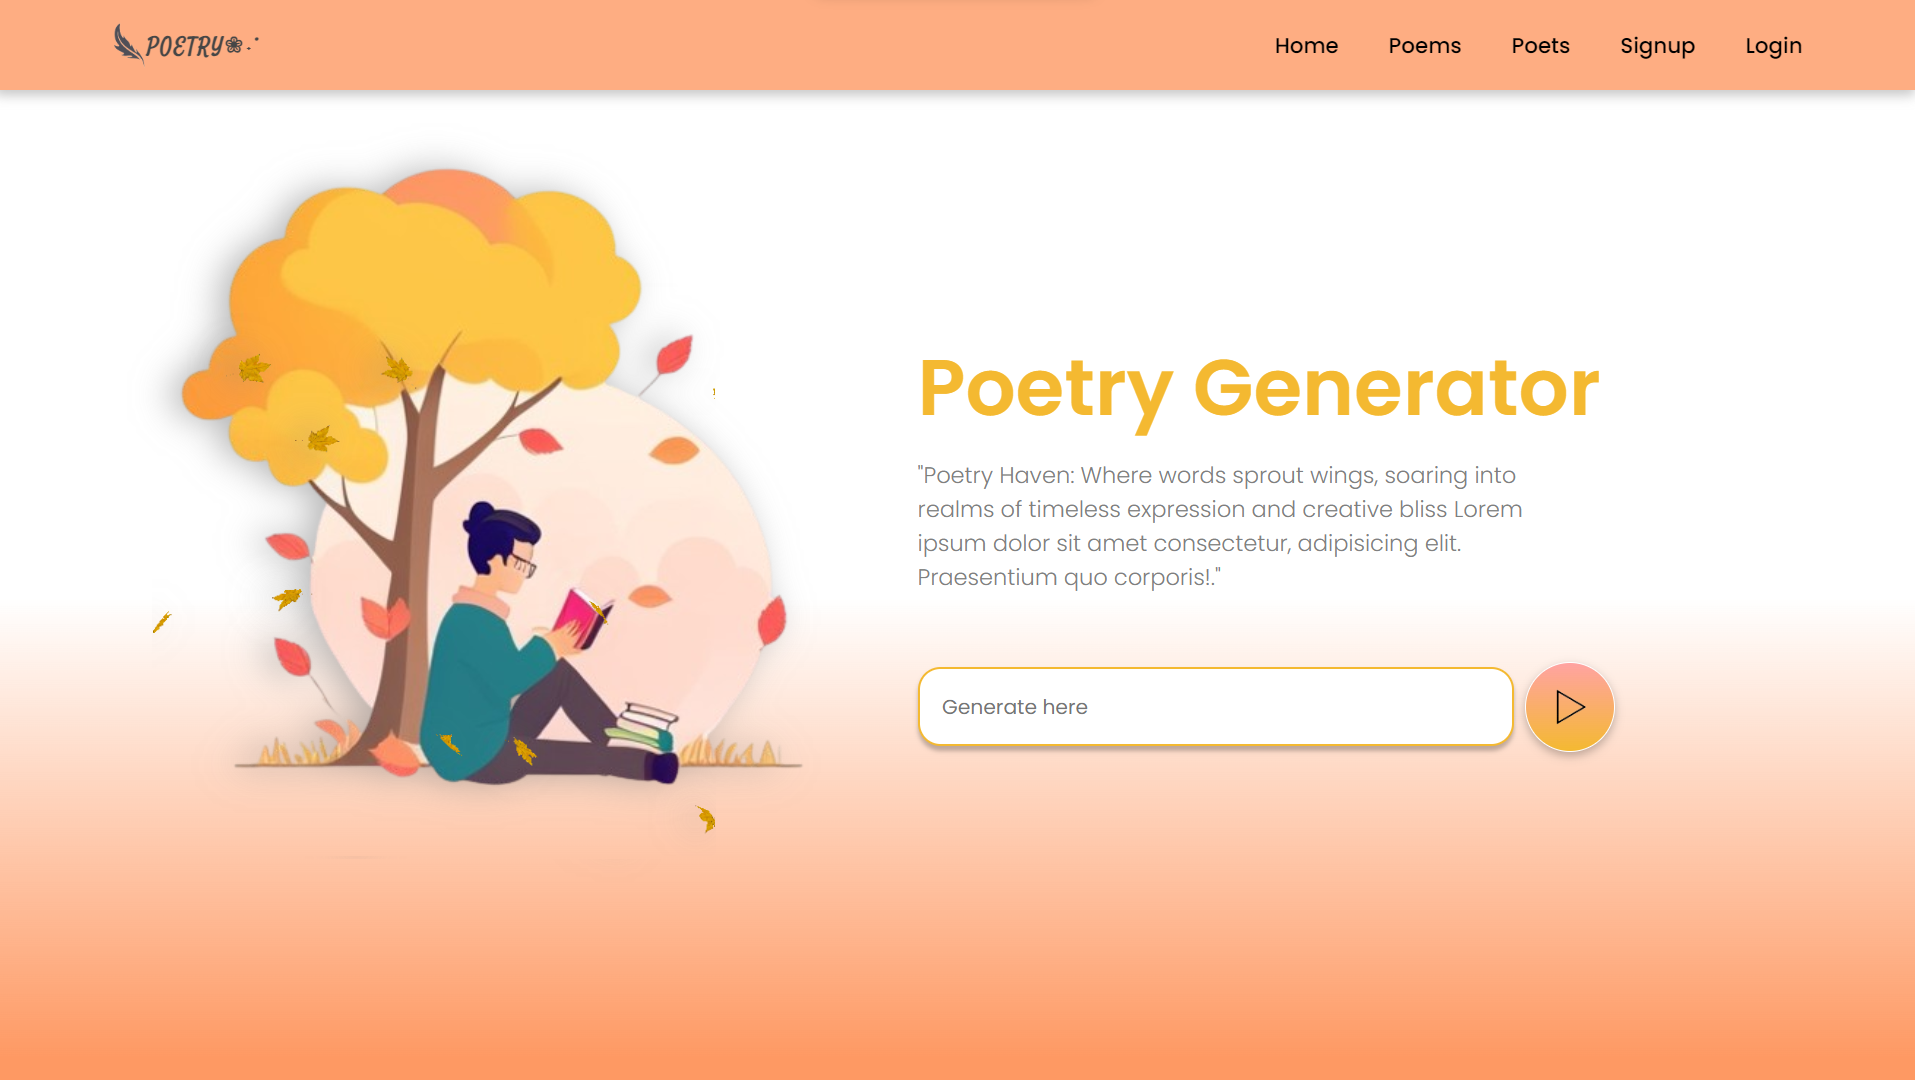 POETRY
Home Poems Poets Signup Login
Poetry Generator
"Poetry Haven: Where words sprout wings, soaring into
realms of timeless expression and creative bliss Lorem
ipsum dolor sit amet consectetur, adipisicing elit.
Praesentium quo corporis!."
Generate here